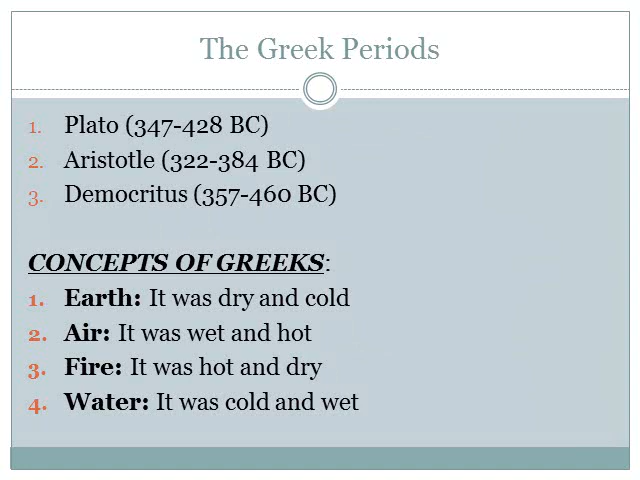 The Greek Periods
1. Plato (347-428 BC)
2. Aristotle (322-384 BC)
3. Democritus (357-460 BC)
CONCEPTS OF GREEKS:
1. Earth: It was dry and cold
2. Air: It was wet and hot
3. Fire: It was hot and dry
4. Water: It was cold and wet